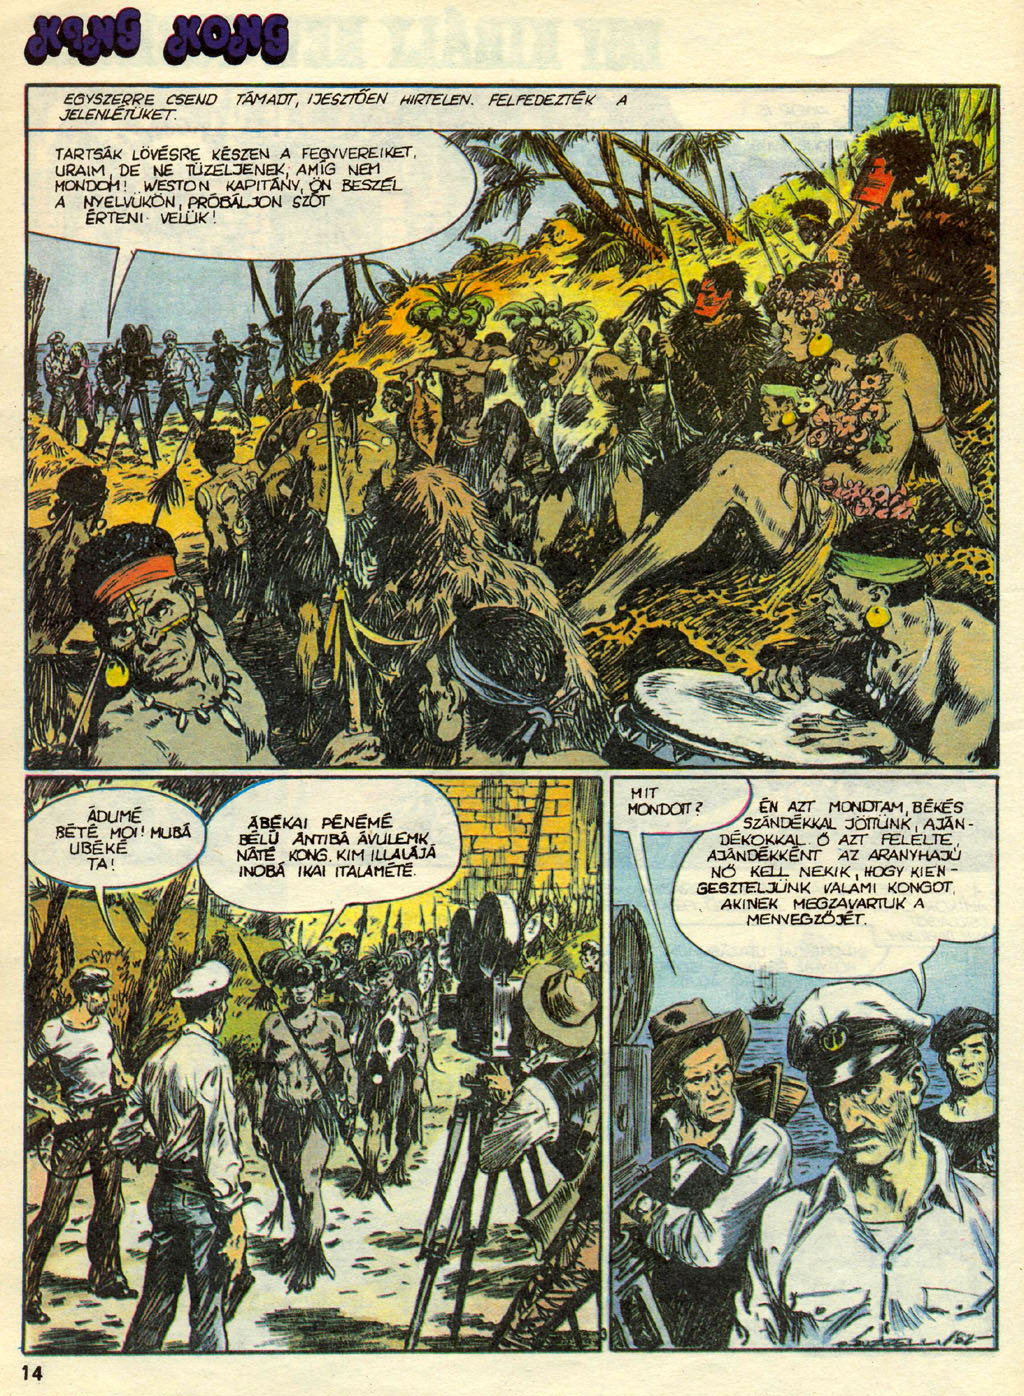 KING KONG
EGYSZERRE CSEND TÁMADT, IJESZTŐEN HIRTELEN. FELFEDEZTÉK A
JELENLÉTÜKET.
TARTSÁK LÖVÉSRE KÉSZEN A FEGYVEREIKET,
URAIM, DE NE TÜZELJENEK, AMÍG NEM
MONDOM! WESTON KAPITÁNY, ÖN BESZÉL
A NYELVÜKÖN, PRÓBÁLJON SZÓT
ÉRTENI VELÜK!
ÁDUMÉ
BÉTÉ MOI! MUBÁ
UBÉKÉ
TA!
ÁBÉKAI PÉNÉMÉ
BÉLÜ ÁNTIBÁ ÁVULEMK
NÁTÉ KONG. KIM ILLALÁJÁ
INOBÁ IKAI ITALAMÉTÉ.
MIT
MONDOTT?
ÉN AZT MONDTAM, BÉKÉS
SZÁNDÉKKAL JÖTTÜNK, AJÁN-
DÉKOKKAL. Ő AZT FELELTE,
AJÁNDÉKKÉNT AZ ARANYHAJÚ
NŐ KELL NEKIK, HOGY KIEN-
GESZTELJÜNK VALAMI KONGOT,
AKINEK MEGZAVARTUK A
MENYEGZŐJÉT.
14